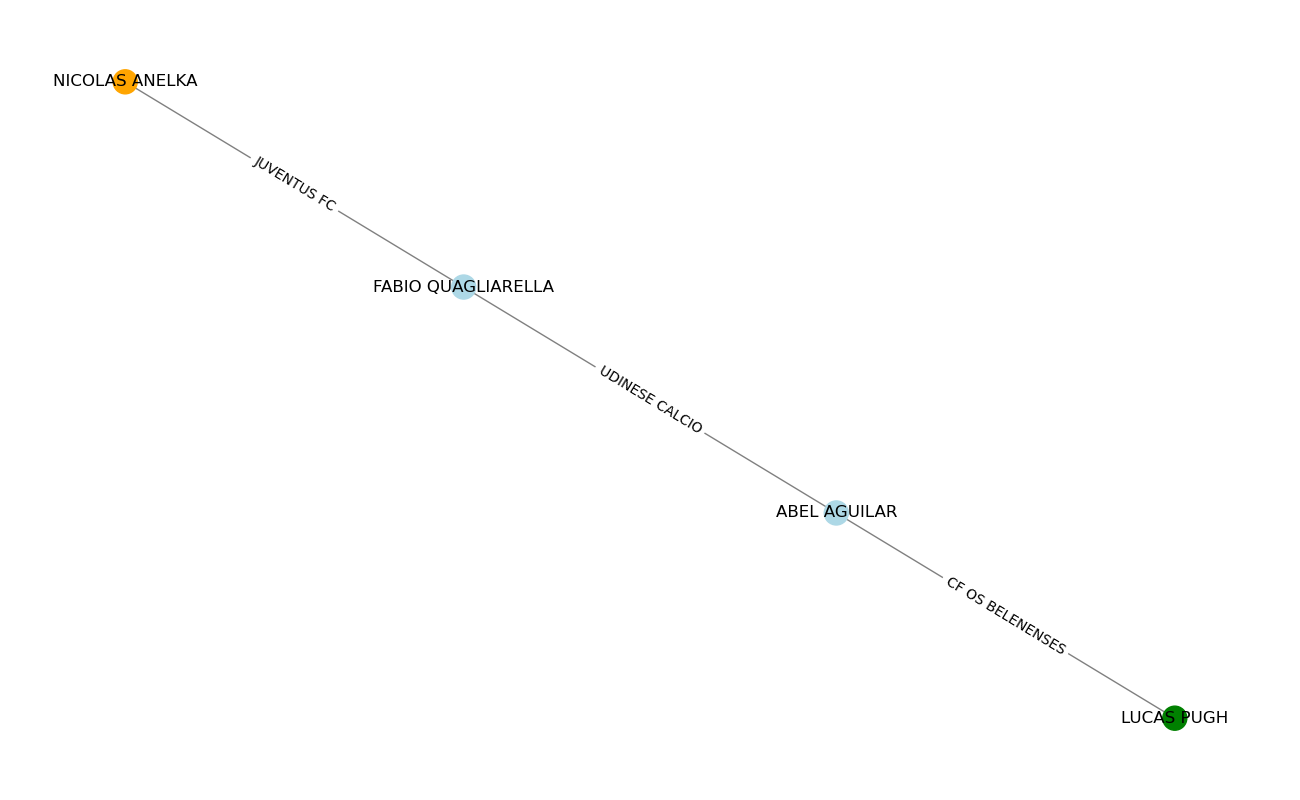 NICOLAS ANELKA
JUVENTUS FC
FABIO QUAGLIARELLA
UDINESE CALCIO
ABEL AGUILAR
CF OS BELENENSES
LUCAS PUGH